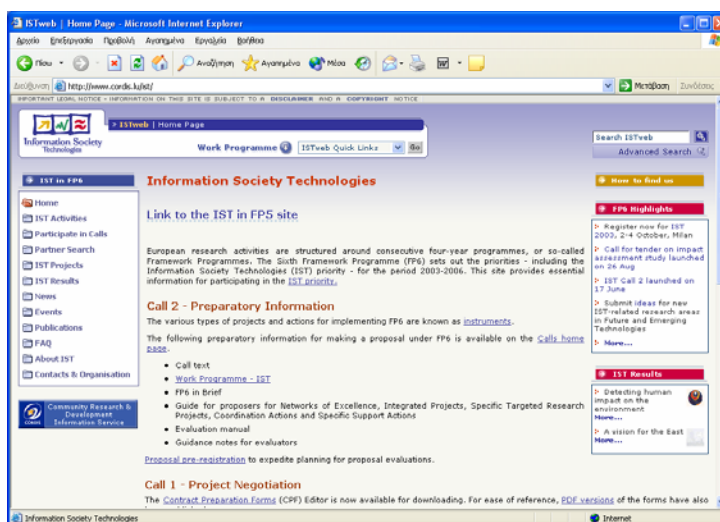 ISTweb | Home Page - Microsoft Internet Explorer
Αρχείο Επεξεργασία Προβολή Αγαπημένα Εργαλεία Βοήθεια
Πίσω Αναζήτηση Αγαπημένα Μέσα
Διεύθυνση http://www.cordis.lu/ist/ Μετάβαση Συνδέσεις
IMPORTANT LEGAL NOTICE - INFORMATION ON THIS SITE IS SUBJECT TO A DISCLAIMER AND A COPYRIGHT NOTICE
> ISTweb | Home Page
Information Society
Technologies
Work Programme ISTweb Quick Links Go
Search ISTweb
Advanced Search
IST in FP6
Home
IST Activities
Participate in Calls
Partner Search
IST Projects
IST Results
News
Events
Publications
FAQ
About IST
Contacts & Organisation
CORDIS
Community Research &
Development
Information Service
Information Society Technologies
Link to the IST in FP5 site
European research activities are structured around consecutive four-year programmes, or so-called
Framework Programmes. The Sixth Framework Programme (FP6) sets out the priorities - including the
Information Society Technologies (IST) priority - for the period 2003-2006. This site provides essential
information for participating in the IST priority.
Call 2 - Preparatory Information
The various types of projects and actions for implementing FP6 are known as instruments.
The following preparatory information for making a proposal under FP6 is available on the Calls home
page.
• Call text
• Work Programme - IST
• FP6 in Brief
• Guide for proposers for Networks of Excellence, Integrated Projects, Specific Targeted Research
Projects, Coordination Actions and Specific Support Actions
• Evaluation manual
• Guidance notes for evaluators
Proposal pre-registration to expedite planning for proposal evaluations.
Call 1 - Project Negotiation
The Contract Preparation Forms (CPF) Editor is now available for downloading. For ease of reference, PDF versions of the forms have also
How to find us
FP6 Highlights
Register now for IST
2003, 2-4 October, Milan
Call for tender on impact
assessment study launched
on 26 Aug
IST Call 2 launched on
17 June
Submit ideas for new
IST-related research areas
in Future and Emerging
Technologies
More...
IST Results
Detecting human
impact on the
environment
More...
A vision for the East
More...
Information Society Technologies
Internet